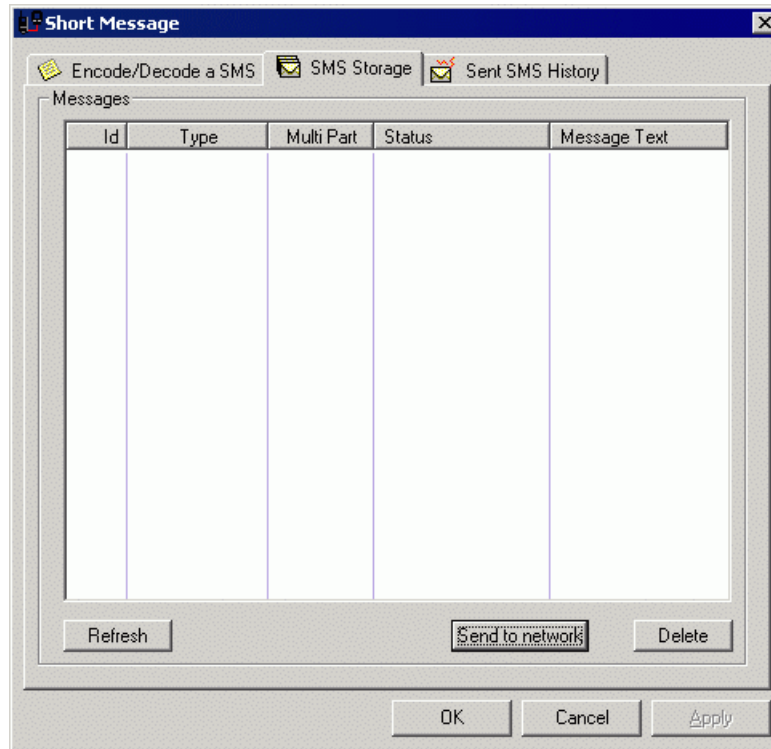 Short Message
Encode/Decode a SMS SMS Storage Sent SMS History
Messages
Id Type Multi Part Status Message Text
Refresh Send to network Delete
OK Cancel Apply